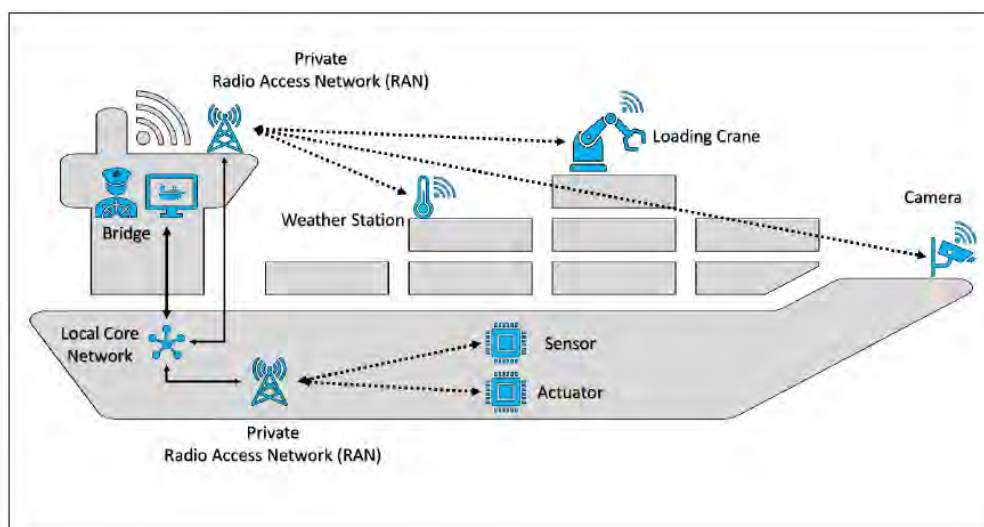 Private
Radio Access Network (RAN)
Loading Crane
Camera
Weather Station
Bridge
Local Core
Network
Sensor
Actuator
Private
Radio Access Network (RAN)